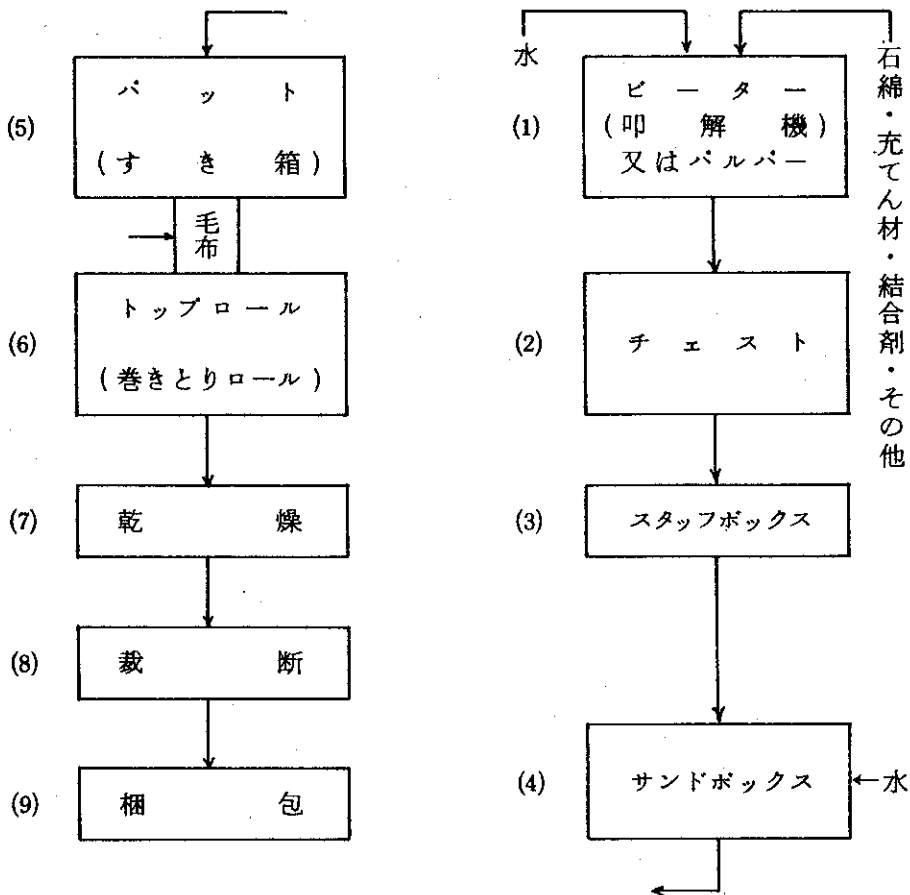 水
石綿・充てん材・結合剤・その他
(1)
ビーター
(叩解機)
又はパルパー
(2)
チェスト
(3)
スタッフボックス
(4)
サンドボックス
水
(5)
バット
(すき箱)
毛布
(6)
トップロール
(巻きとりロール)
(7)
乾燥
(8)
裁断
(9)
梱包